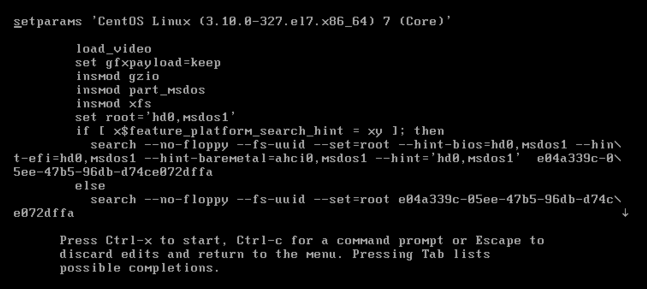 setparams 'CentOS Linux (3.10.0-327.el7.x86_64) 7 (Core)'
load_video
set gfxpayload=keep
insmod gzio
insmod part_msdos
insmod xfs
set root='hd0,msdos1'
if [ x$feature_platform_search_hint = xy ]; then
search --no-floppy --fs-uuid --set=root --hint-bios=hd0,msdos1 --hin\
t-efi=hd0,msdos1 --hint-baremetal=ahci0,msdos1 --hint='hd0,msdos1'  e04a339c-0\
5ee-47b5-96db-d74ce072dffa
else
search --no-floppy --fs-uuid --set=root e04a339c-05ee-47b5-96db-d74c\
e072dffa ↓
Press Ctrl-x to start, Ctrl-c for a command prompt or Escape to
discard edits and return to the menu. Pressing Tab lists
possible completions.